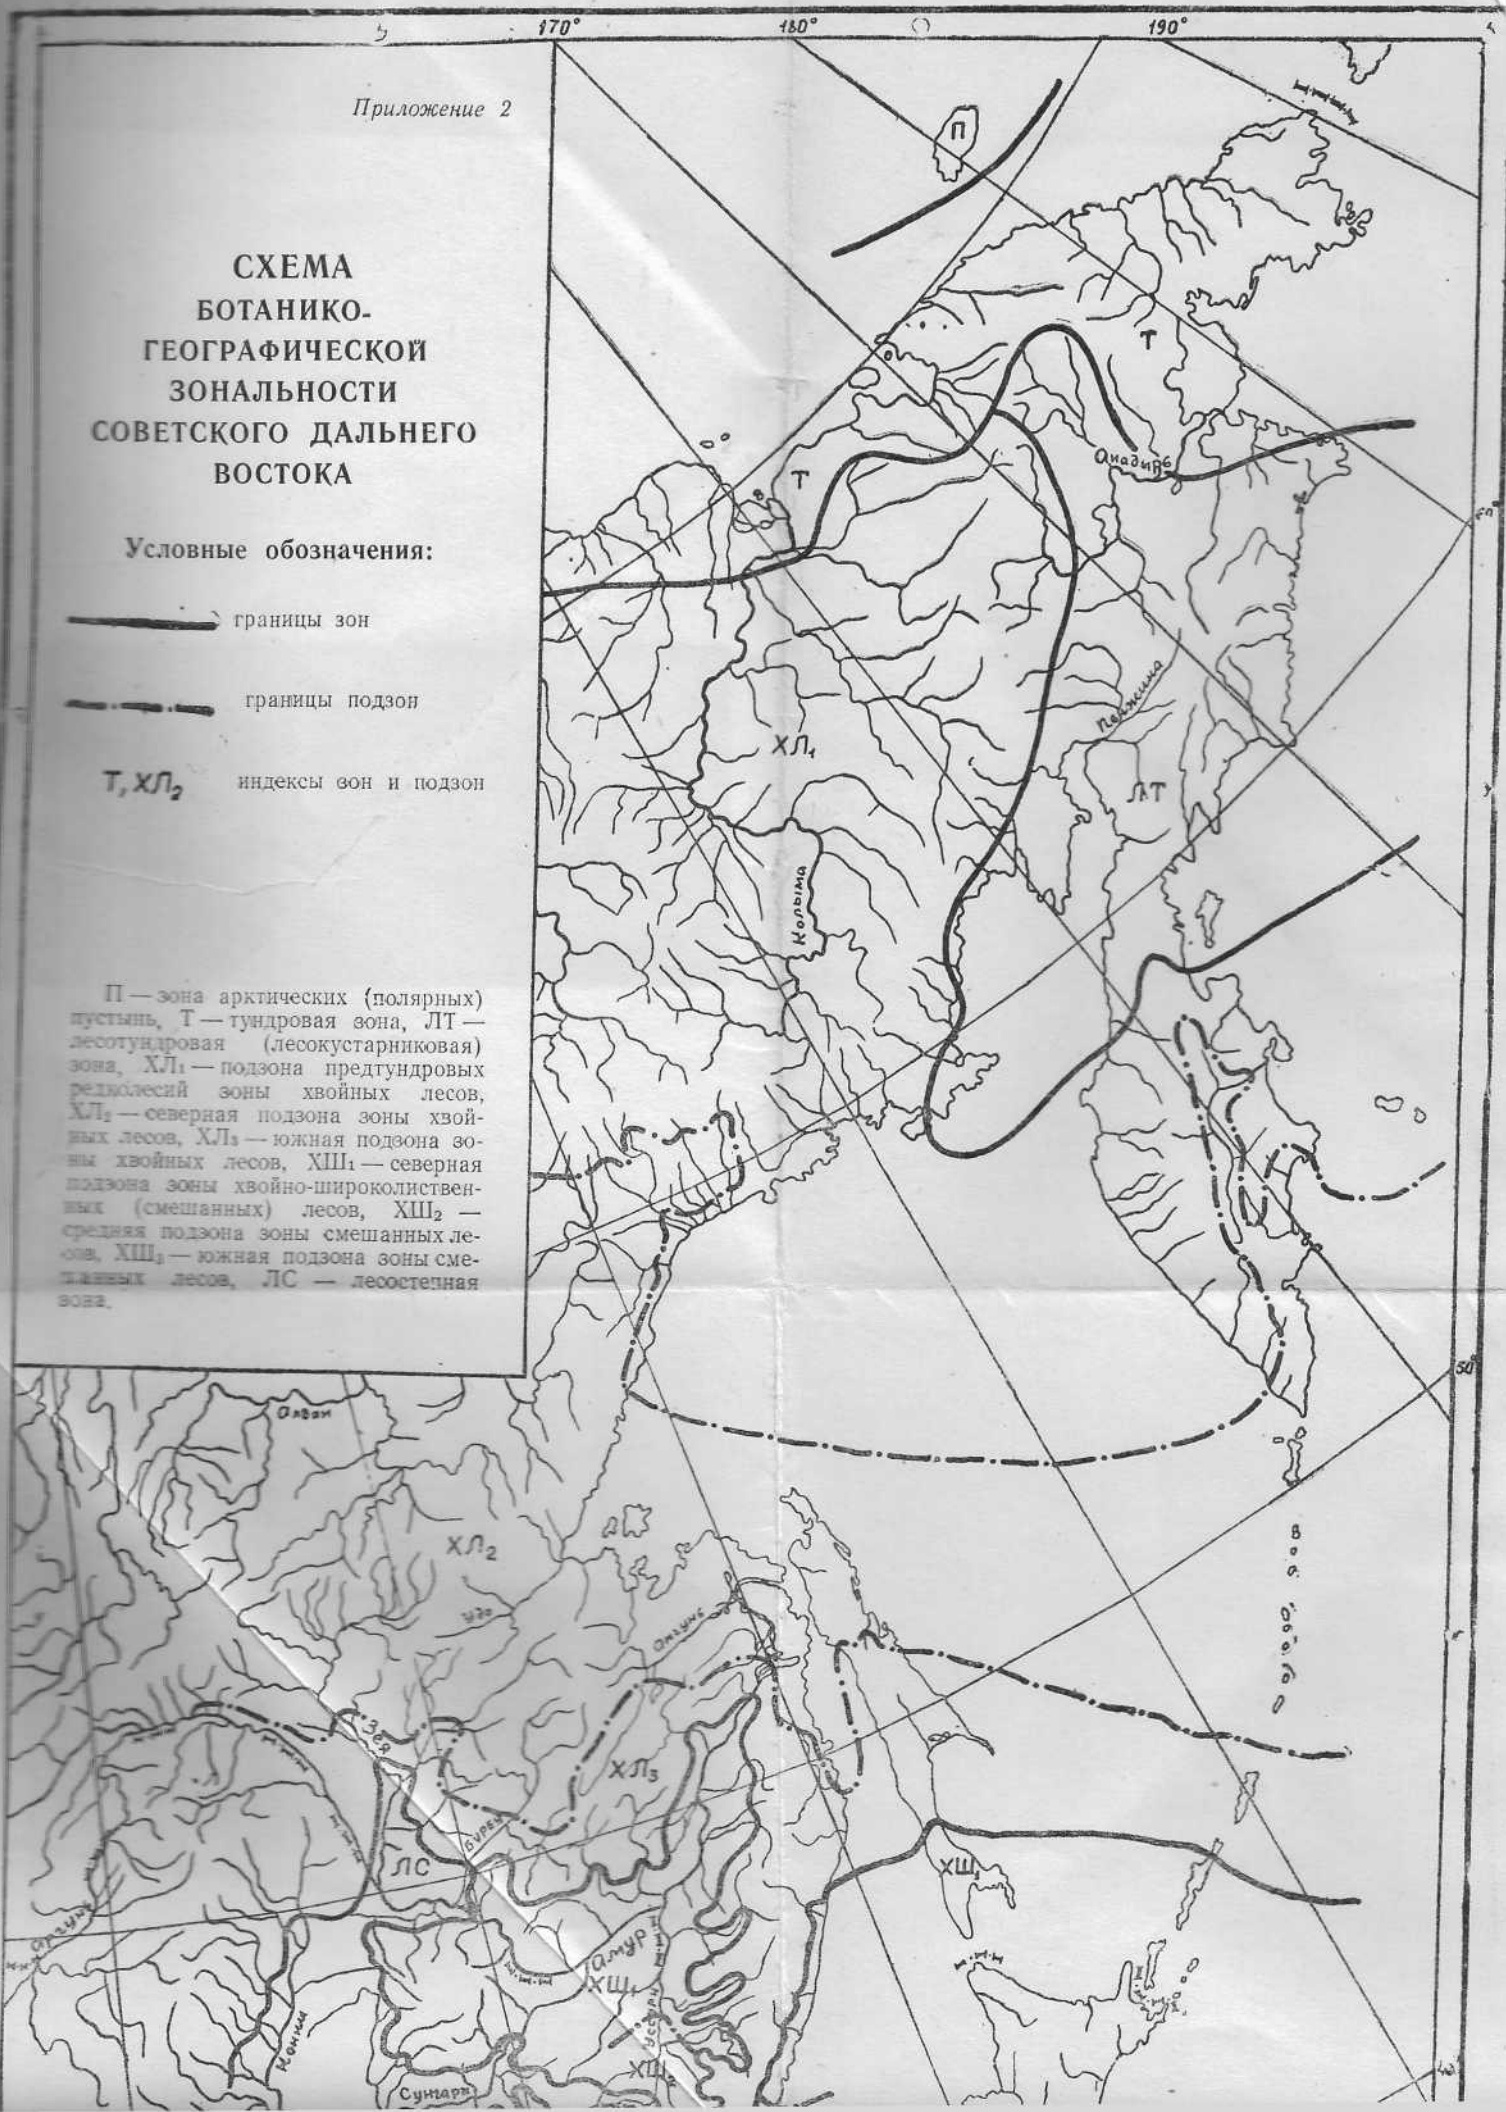 170°
180°
190°
Приложение 2
СХЕМА
БОТАНИКО-
ГЕОГРАФИЧЕСКОЙ
ЗОНАЛЬНОСТИ
СОВЕТСКОГО ДАЛЬНЕГО
ВОСТОКА
Условные обозначения:
границы зон
границы подзон
Т, ХЛ₂ индексы зон и подзон
П — зона арктических (полярных)
пустынь, Т — тундровая зона, ЛТ —
лесотундровая (лесокустарниковая)
зона, ХЛ₁ — подзона предтундровых
редколесий зоны хвойных лесов,
ХЛ₂ — северная подзона зоны хвой-
ных лесов, ХЛ₃ — южная подзона зо-
ны хвойных лесов, ХШ₁ — северная
подзона зоны хвойно-широколиствен-
ных (смешанных) лесов, ХШ₂ —
средняя подзона зоны смешанных ле-
сов, ХШ₃ — южная подзона зоны сме-
шанных лесов, ЛС — лесостепная
зона.
П
Т
Анадырь
Т
Пенжина
ХЛ₁
ЛТ
Колыма
50°
Алдан
ХЛ₂
Уда
Амгунь
Зея
ХЛ₃
Бурея
ЛС
ХШ₁
Аргунь
Амур
ХШ₁
Уссури
Нонни
ХШ
Сунгари